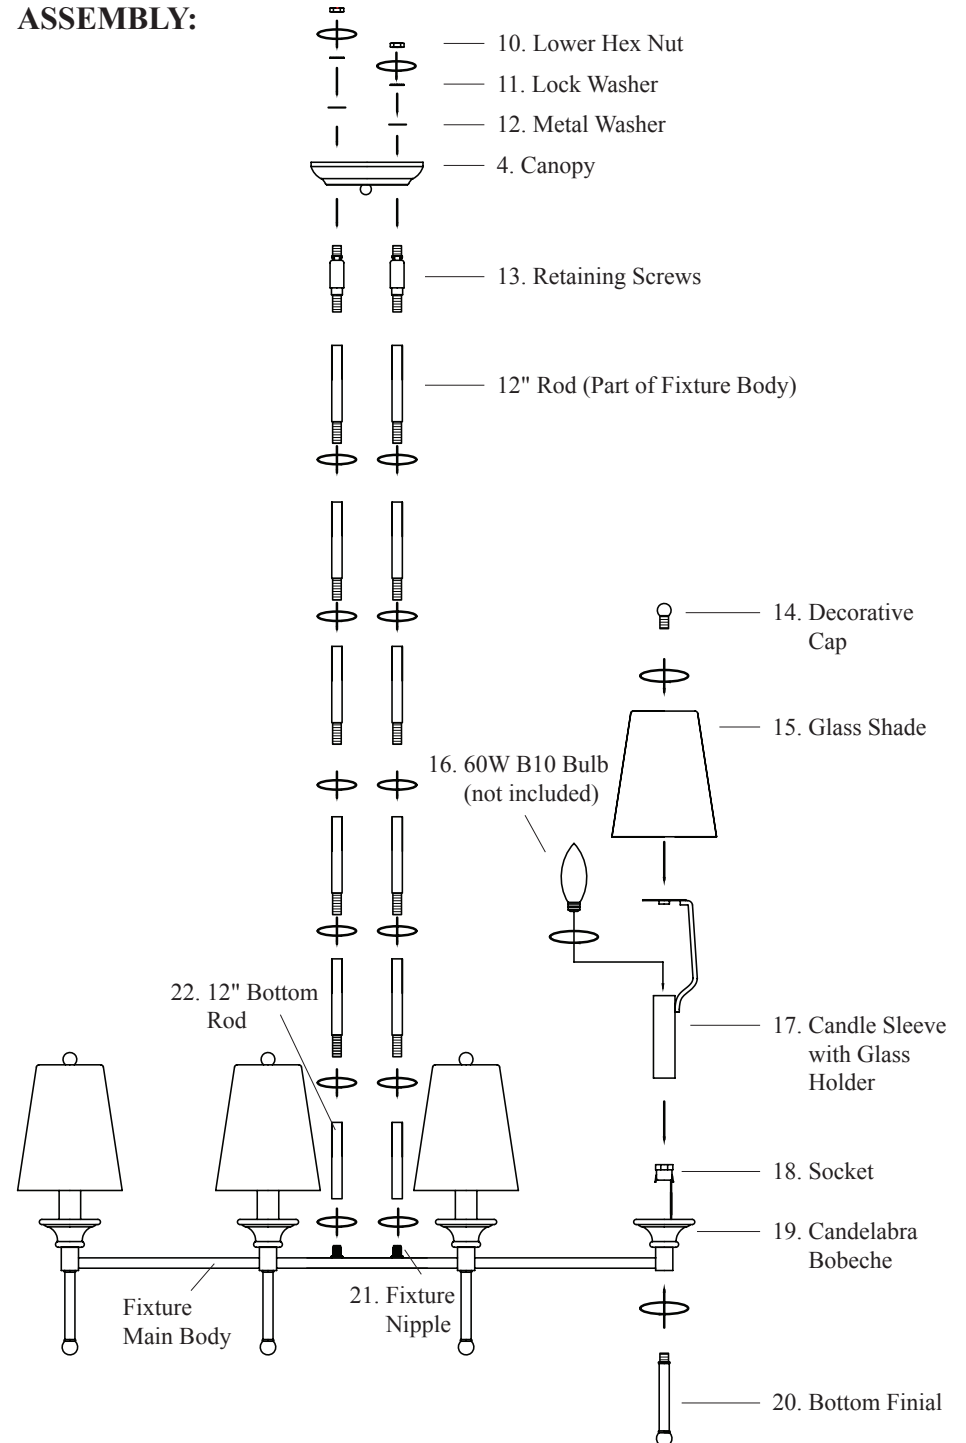 ASSEMBLY:
10. Lower Hex Nut
11. Lock Washer
12. Metal Washer
4. Canopy
13. Retaining Screws
12" Rod (Part of Fixture Body)
14. Decorative
Cap
15. Glass Shade
16. 60W B10 Bulb
(not included)
22. 12" Bottom
Rod
17. Candle Sleeve
with Glass
Holder
18. Socket
19. Candelabra
Bobeche
21. Fixture
Nipple
Fixture
Main Body
20. Bottom Finial